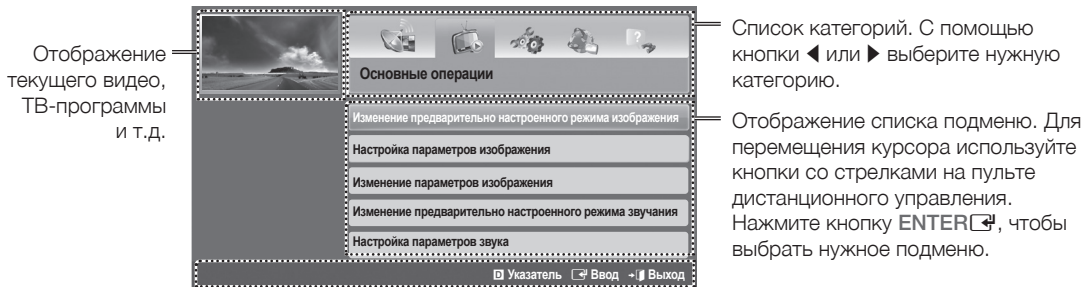 Отображение
текущего видео,
ТВ-программы
и т.д.
Основные операции
Изменение предварительно настроенного режима изображения
Настройка параметров изображения
Изменение параметров изображения
Изменение предварительно настроенного режима звучания
Настройка параметров звука
D Указатель Ввод Выход
Список категорий. С помощью
кнопки ◀ или ▶ выберите нужную
категорию.
Отображение списка подменю. Для
перемещения курсора используйте
кнопки со стрелками на пульте
дистанционного управления.
Нажмите кнопку ENTER, чтобы
выбрать нужное подменю.